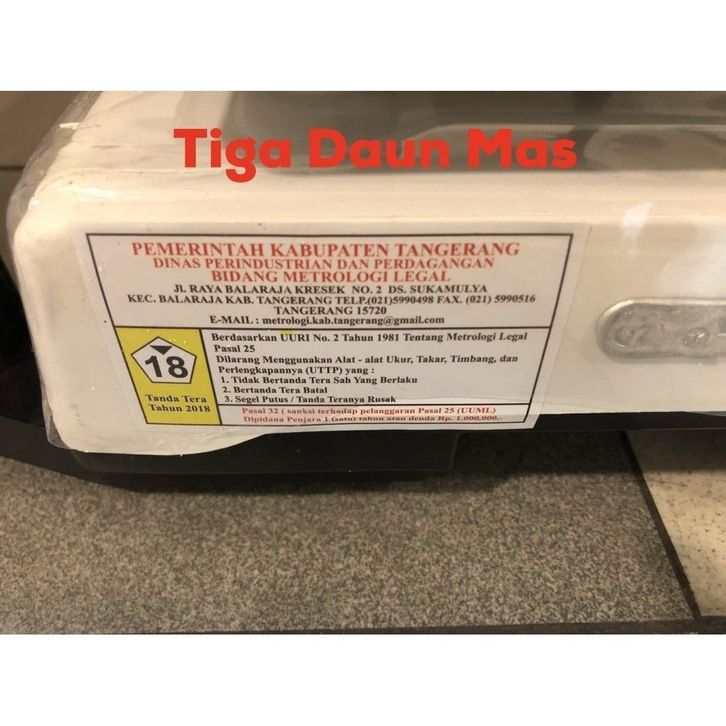 Tiga Daun Mas
PEMERINTAH KABUPATEN TANGERANG
DINAS PERINDUSTRIAN DAN PERDAGANGAN
BIDANG METROLOGI LEGAL
JL. RAYA BALARAJA KRESEK NO. 2 DS. SUKAMULYA
KEC. BALARAJA KAB. TANGERANG TELP.(021)5990498 FAX. (021) 5990516
TANGERANG 15720
E-MAIL : metrologi.kab.tangerang@gmail.com
18
Tanda Tera
Tahun 2018
Berdasarkan UURI No. 2 Tahun 1981 Tentang Metrologi Legal
Pasal 25
Dilarang Menggunakan Alat - alat Ukur, Takar, Timbang, dan
Perlengkapannya (UTTP) yang :
1. Tidak Bertanda Tera Sah Yang Berlaku
2. Bertanda Tera Batal
3. Segel Putus / Tanda Teranya Rusak
Pasal 32 ( sanksi terhadap pelanggaran Pasal 25 (UUML)
Dipidana Penjara 1 (satu) tahun atau denda Rp. 1.000.000,-